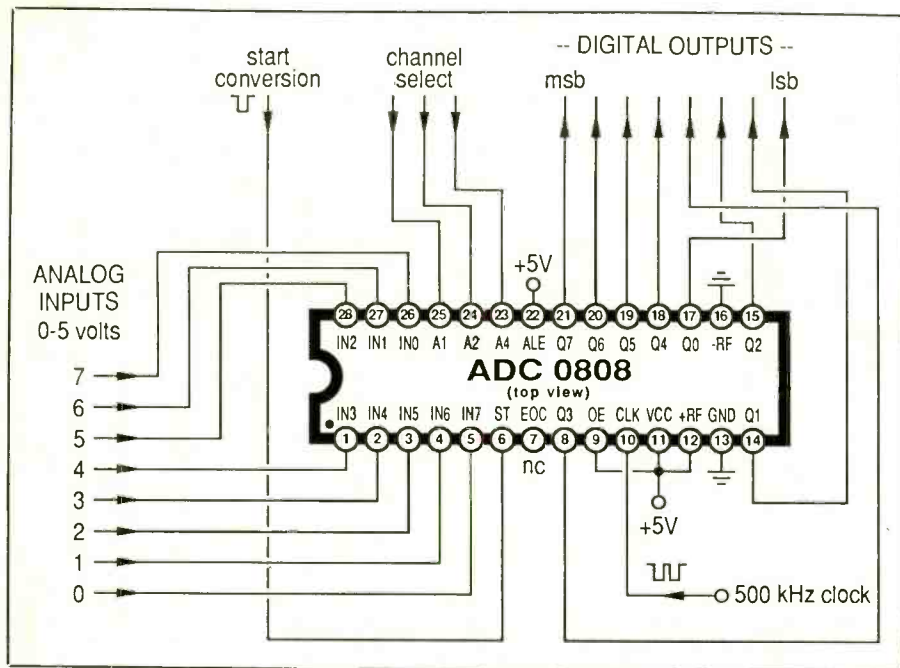 -- DIGITAL OUTPUTS --
start
conversion
channel
select
msb
lsb
+5V
ANALOG
INPUTS
0-5 volts
28 27 26 25 24 23 22 21 20 19 18 17 16 15
IN2 IN1 IN0 A1 A2 A4 ALE Q7 Q6 Q5 Q4 Q0 -RF Q2
ADC 0808
(top view)
IN3 IN4 IN5 IN6 IN7 ST EOC Q3 OE CLK VCC +RF GND Q1
1 2 3 4 5 6 7 8 9 10 11 12 13 14
nc
7
6
5
4
3
2
1
0
+5V
500 kHz clock